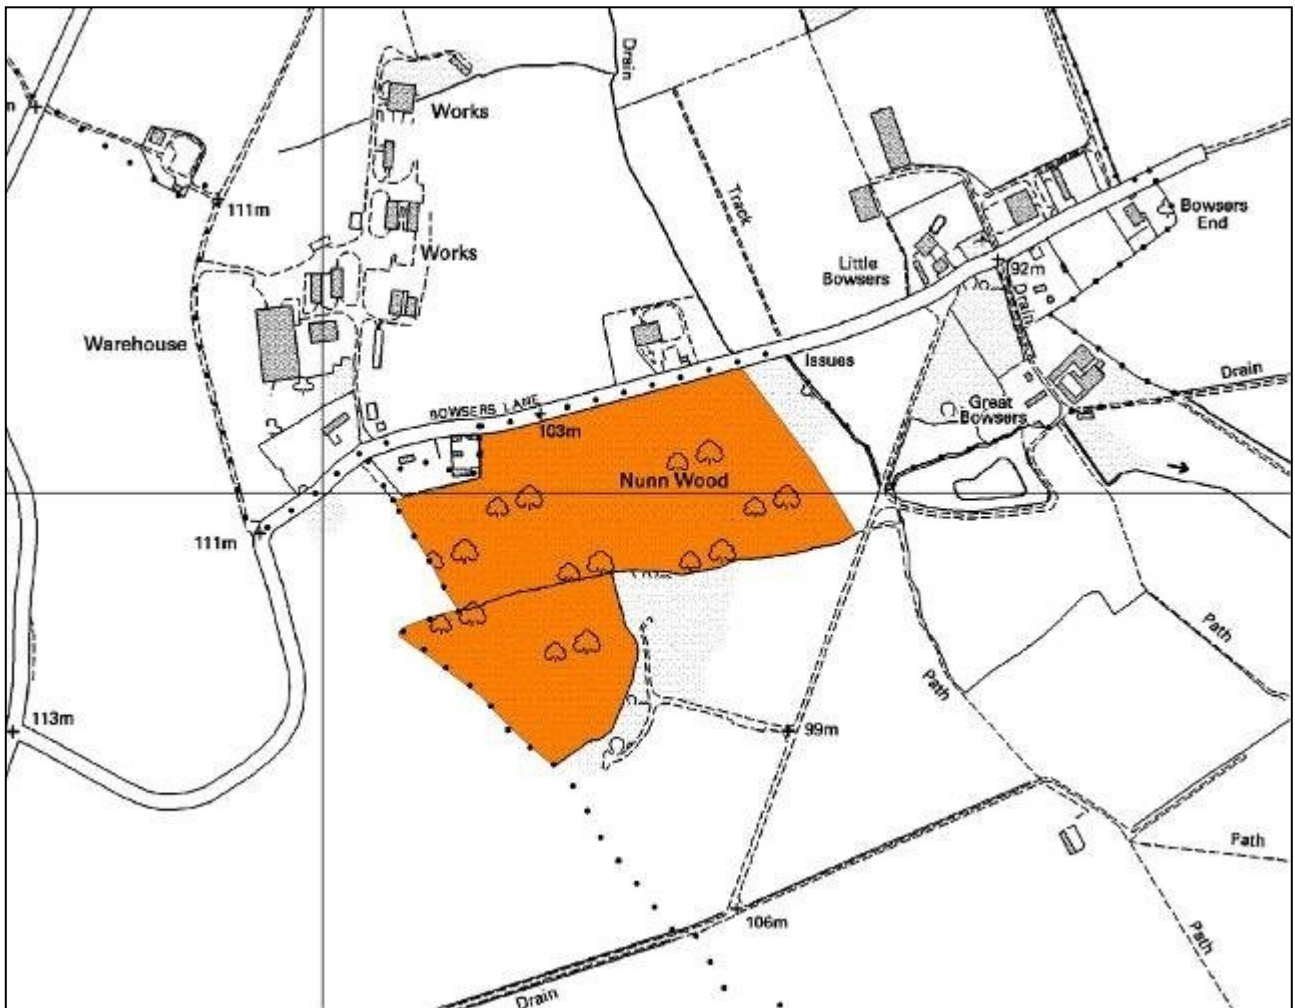 Drain
Works
Track
111m
Bowsers
End
Works
Little
Bowsers
92m
Drain
Warehouse
Issues
Drain
BOWSERS LANE
Great
Bowsers
103m
Nunn Wood
111m
Path
Path
113m
99m
Path
106m
Path
Drain